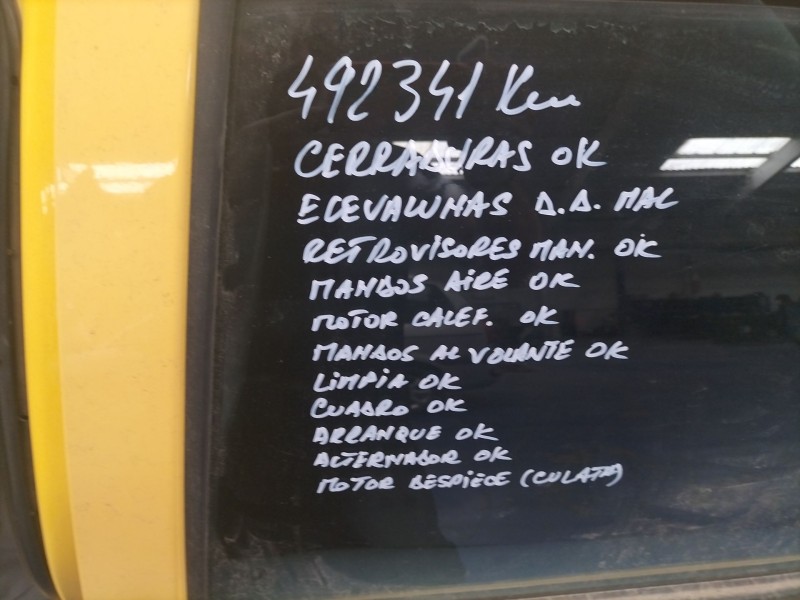 492341 Km
CERRADURAS OK
ELEVALUNAS D.D. MAL
RETROVISORES MAN. OK
MANDOS AIRE OK
MOTOR CALEF. OK
MANDOS AL VOLANTE OK
LIMPIA OK
CUADRO OK
ARRANQUE OK
ALTERNADOR OK
MOTOR DESPIECE (CULATA)